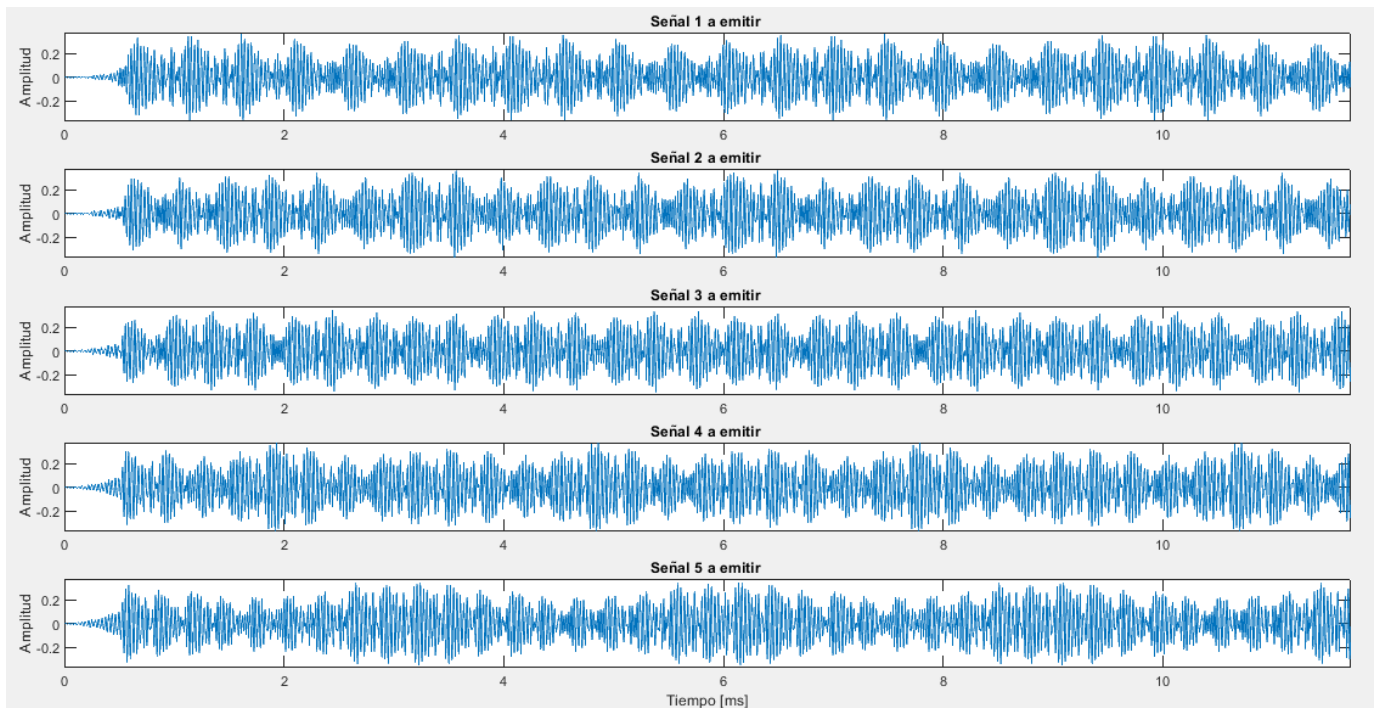 Señal 1 a emitir
Amplitud
0.2
0
-0.2
0 2 4 6 8 10
Señal 2 a emitir
Amplitud
0.2
0
-0.2
0 2 4 6 8 10
Señal 3 a emitir
Amplitud
0.2
0
-0.2
0 2 4 6 8 10
Señal 4 a emitir
Amplitud
0.2
0
-0.2
0 2 4 6 8 10
Señal 5 a emitir
Amplitud
0.2
0
-0.2
0 2 4 6 8 10
Tiempo [ms]